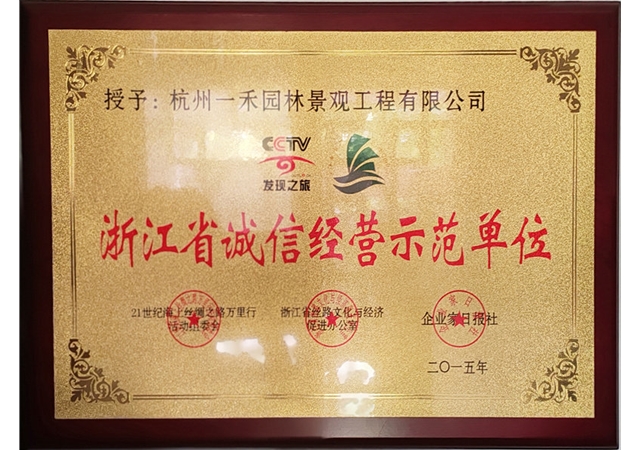 授予：杭州一禾园林景观工程有限公司
CCTV
发现之旅
浙江省诚信经营示范单位
21世纪海上丝绸之路万里行
活动组委会
浙江省丝路文化与经济
促进办公室
企业家日报社
二〇一五年